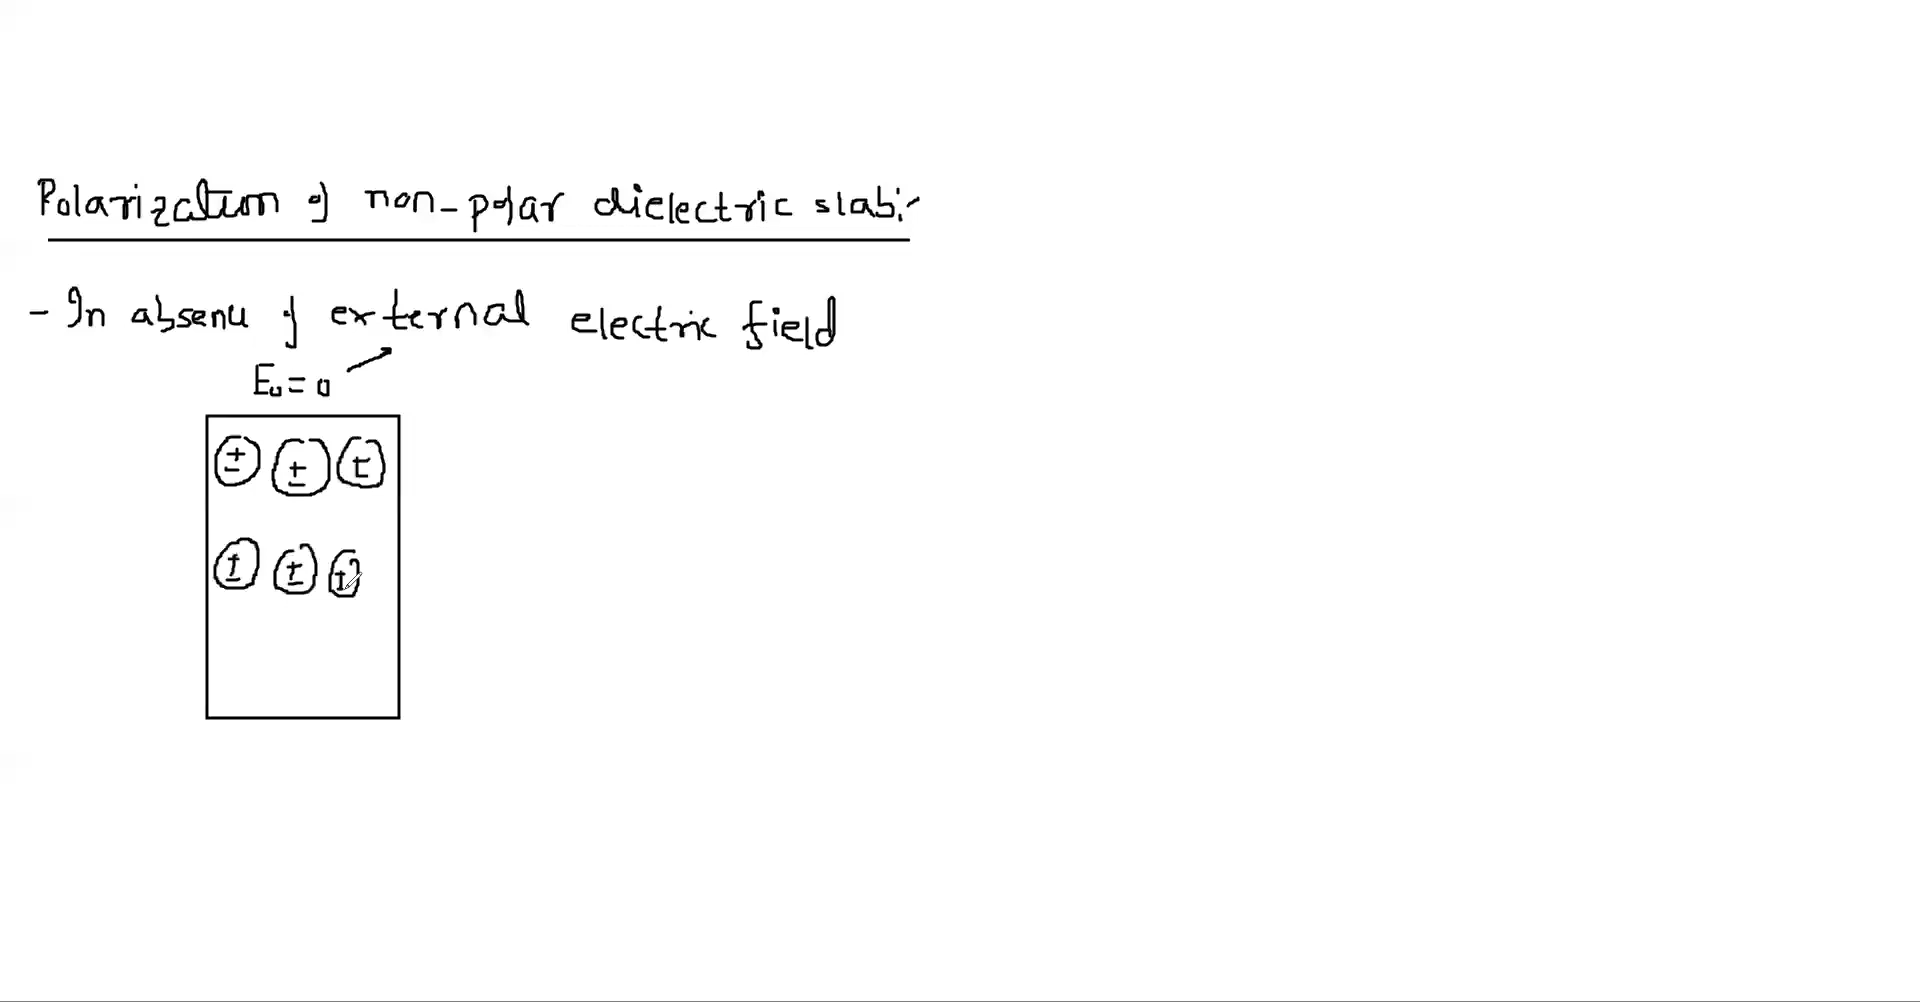 Polarization of non-polar dielectric slab:-
- In absence of external electric field
E₀ = 0
± ± ±
± ± ±